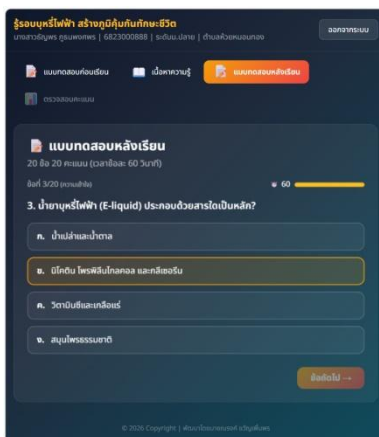 รู้รอบบุหรี่ไฟฟ้า สร้างภูมิคุ้มกันทักษะชีวิต
ออกจากระบบ
แบบทดสอบก่อนเรียน
เนื้อหาความรู้
แบบทดสอบหลังเรียน
ตรวจสอบคะแนน
แบบทดสอบหลังเรียน
20 ข้อ 20 คะแนน (เวลาข้อละ 60 วินาที)
ข้อที่ 3/20 (ความเข้าใจ)
60
3. น้ำยาบุหรี่ไฟฟ้า (E-liquid) ประกอบด้วยสารใดเป็นหลัก?
ก. น้ำเปล่าและน้ำตาล
ข. นิโคติน โพรพิลีนไกลคอล และกลีเซอรีน
ค. วิตามินซีและเกลือแร่
ง. สมุนไพรธรรมชาติ
ข้อถัดไป →
© 2026 Copyright |